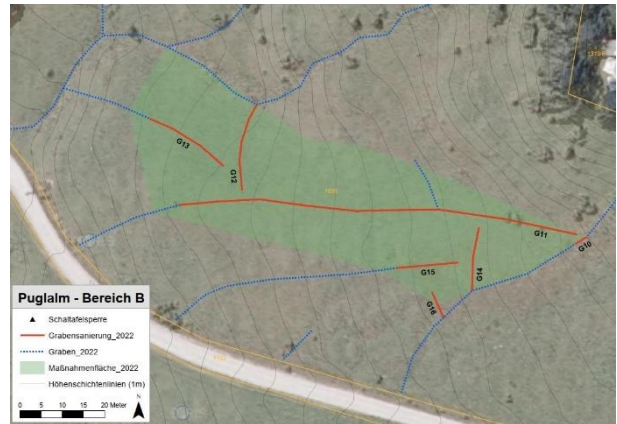 G13
G12
G11
G10
G15
G14
G16
Puglalm - Bereich B
Schaltafelsperre
Grabensanierung_2022
Graben_2022
Maßnahmenfläche_2022
Höhenschichtenlinien (1m)
N
0 5 10 15 20 Meter